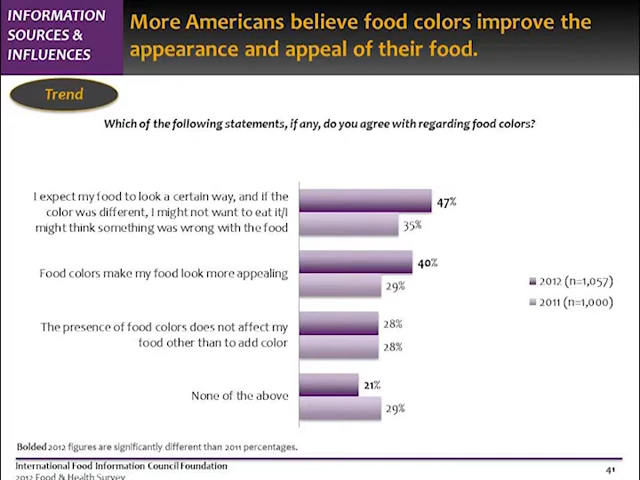 INFORMATION
SOURCES &
INFLUENCES
More Americans believe food colors improve the
appearance and appeal of their food.
Trend
Which of the following statements, if any, do you agree with regarding food colors?
I expect my food to look a certain way, and if the
color was different, I might not want to eat it/I
might think something was wrong with the food
47%
35%
Food colors make my food look more appealing
40%
29%
The presence of food colors does not affect my
food other than to add color
28%
28%
None of the above
21%
29%
2012 (n=1,057)
2011 (n=1,000)
Bolded 2012 figures are significantly different than 2011 percentages.
International Food Information Council Foundation
2012 Food & Health Survey
41